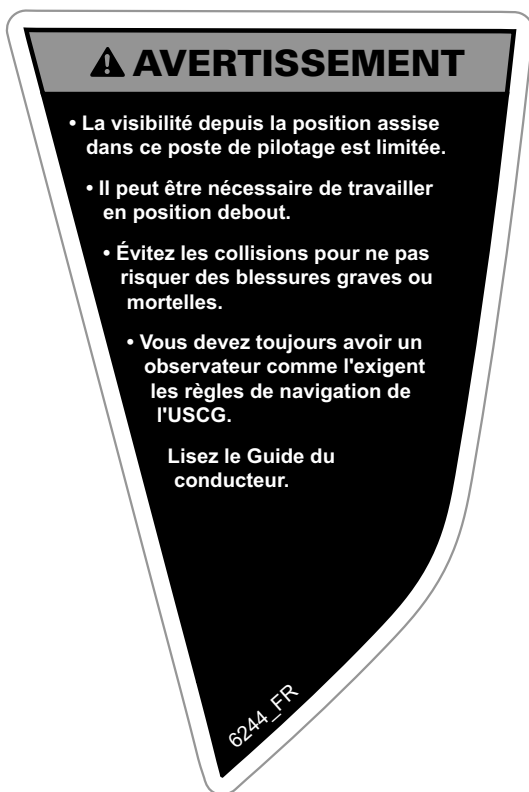 ⚠ AVERTISSEMENT
• La visibilité depuis la position assise
dans ce poste de pilotage est limitée.
• Il peut être nécessaire de travailler
en position debout.
• Évitez les collisions pour ne pas
risquer des blessures graves ou
mortelles.
• Vous devez toujours avoir un
observateur comme l'exigent
les règles de navigation de
l'USCG.
Lisez le Guide du
conducteur.
6244_FR